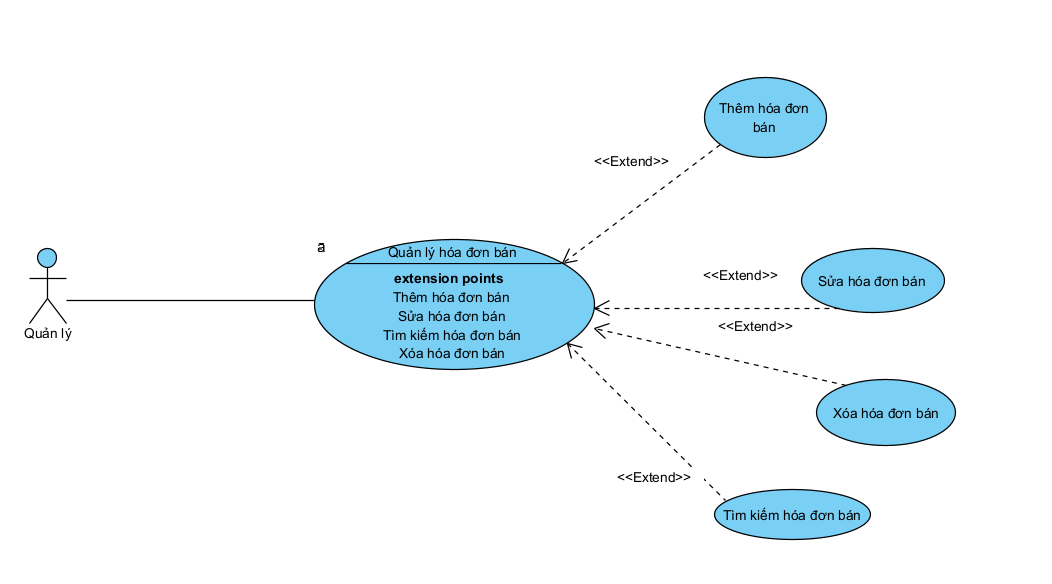 Thêm hóa đơn
bán
<<Extend>>
a
Quản lý hóa đơn bán
extension points
Thêm hóa đơn bán
Sửa hóa đơn bán
Tìm kiếm hóa đơn bán
Xóa hóa đơn bán
Quản lý
<<Extend>>
Sửa hóa đơn bán
<<Extend>>
Xóa hóa đơn bán
<<Extend>>
Tìm kiếm hóa đơn bán